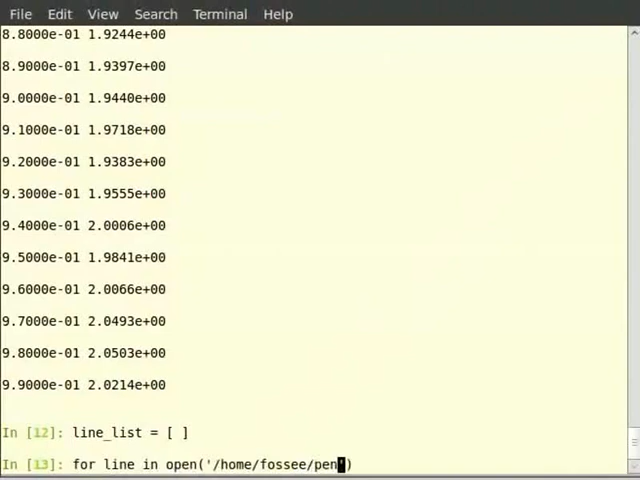 File Edit View Search Terminal Help
8.8000e-01 1.9244e+00
8.9000e-01 1.9397e+00
9.0000e-01 1.9440e+00
9.1000e-01 1.9718e+00
9.2000e-01 1.9383e+00
9.3000e-01 1.9555e+00
9.4000e-01 2.0006e+00
9.5000e-01 1.9841e+00
9.6000e-01 2.0066e+00
9.7000e-01 2.0493e+00
9.8000e-01 2.0503e+00
9.9000e-01 2.0214e+00
In [12]: line_list = [ ]
In [13]: for line in open('/home/fossee/pen')